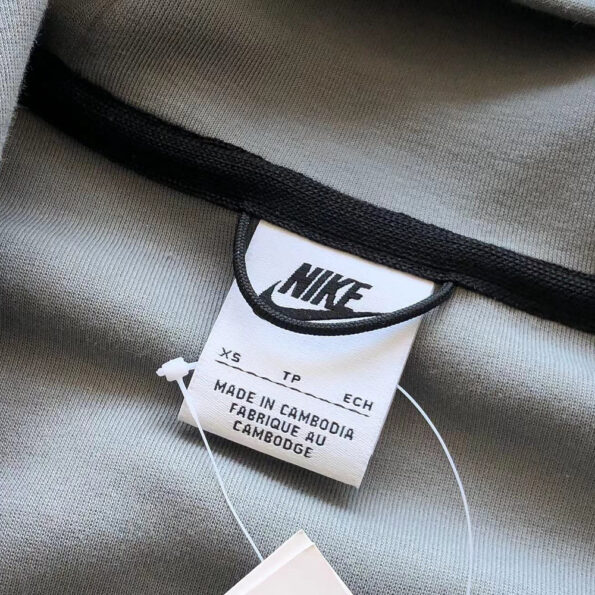 NIKE
XS TP ECH
MADE IN CAMBODIA
FABRIQUE AU
CAMBODGE